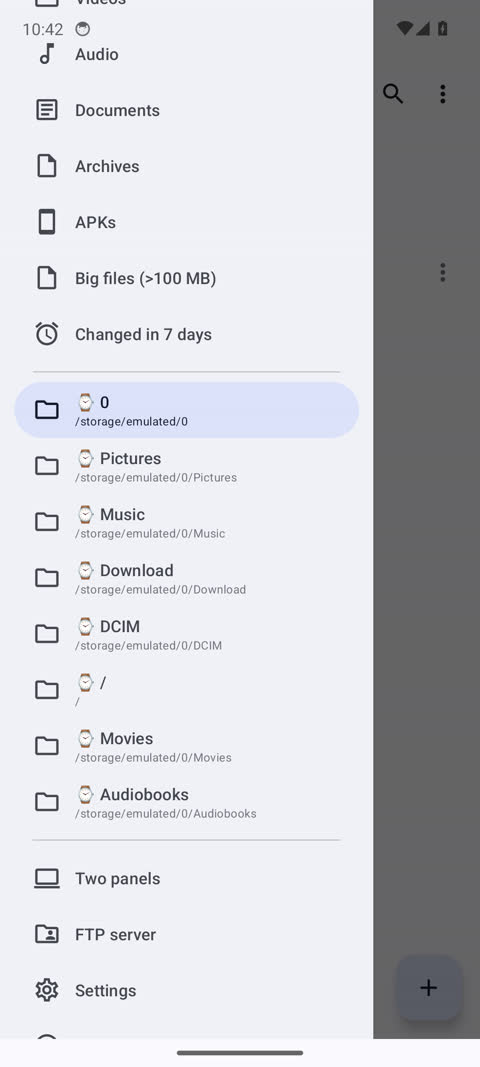 Videos
10:42
Audio
Documents
Archives
APKs
Big files (>100 MB)
Changed in 7 days
⌚ 0
/storage/emulated/0
⌚ Pictures
/storage/emulated/0/Pictures
⌚ Music
/storage/emulated/0/Music
⌚ Download
/storage/emulated/0/Download
⌚ DCIM
/storage/emulated/0/DCIM
⌚ /
/
⌚ Movies
/storage/emulated/0/Movies
⌚ Audiobooks
/storage/emulated/0/Audiobooks
Two panels
FTP server
Settings